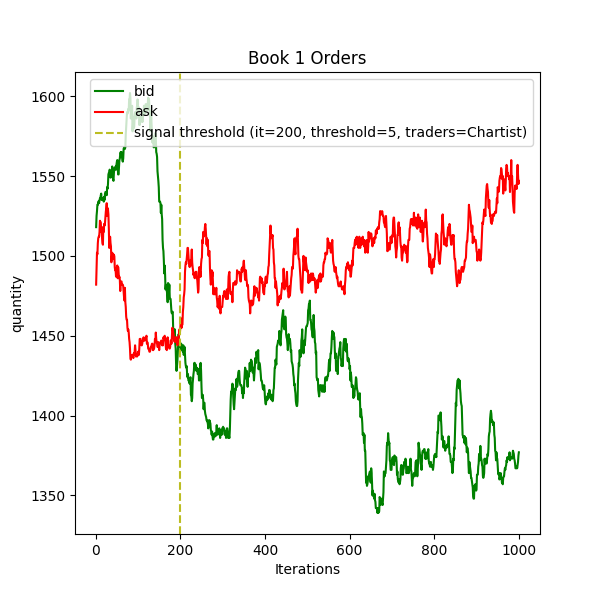 Book 1 Orders
bid
ask
signal threshold (it=200, threshold=5, traders=Chartist)
quantity
1600
1550
1500
1450
1400
1350
0 200 400 600 800 1000
Iterations